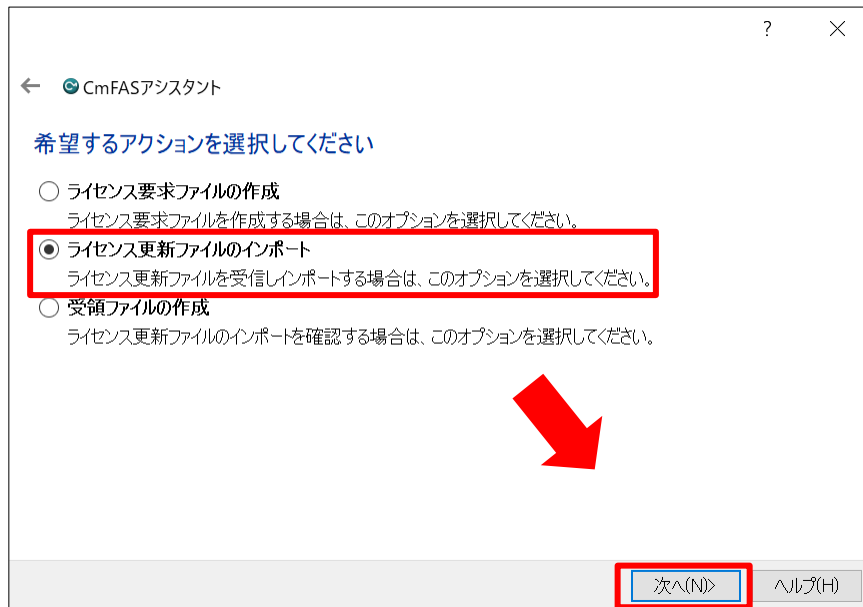 ?
CmFASアシスタント
希望するアクションを選択してください
ライセンス要求ファイルの作成
ライセンス要求ファイルを作成する場合は、このオプションを選択してください。
ライセンス更新ファイルのインポート
ライセンス更新ファイルを受信しインポートする場合は、このオプションを選択してください。
受領ファイルの作成
ライセンス更新ファイルのインポートを確認する場合は、このオプションを選択してください。
次へ(N)> ヘルプ(H)